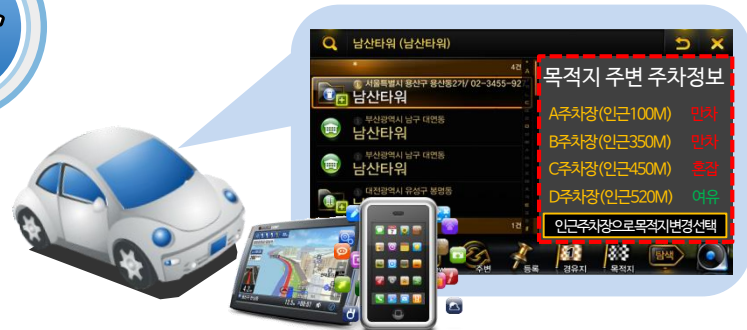 남산타워 (남산타워)
4건
서울특별시 용산구 용산동2가/ 02-3455-92
남산타워
부산광역시 남구 대연동
남산타워
부산광역시 남구 대연동
남산타워
대전광역시 유성구 봉명동
1건
목적지 주변 주차정보
A주차장(인근100M) 만차
B주차장(인근350M) 만차
C주차장(인근450M) 혼잡
D주차장(인근520M) 여유
인근주차장으로목적지변경선택
주변
등록
경유지
목적지
탐색